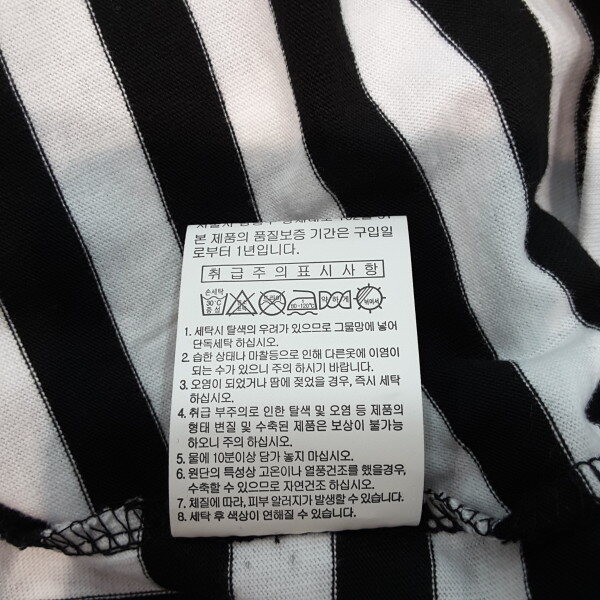 본 제품의 품질보증 기간은 구입일
로부터 1년입니다.
취급주의표시사항
손세탁
30℃
중성
약하게
1. 세탁시 탈색의 우려가 있으므로 그물망에 넣어
단독세탁 하십시오.
2. 습한 상태나 마찰등으로 인해 다른옷에 이염이
되는 수가 있으니 주의 하시기 바랍니다.
3. 오염이 되었거나 땀에 젖었을 경우, 즉시 세탁
하십시오.
4. 취급 부주의로 인한 탈색 및 오염 등 제품의
형태 변질 및 수축된 제품은 보상이 불가능
하오니 주의 하십시오.
5. 물에 10분이상 담가 놓지 마십시오.
6. 원단의 특성상 고온이나 열풍건조를 했을경우,
수축할 수 있으므로 자연건조 하십시오.
7. 체질에 따라, 피부 알러지가 발생할 수 있습니다.
8. 세탁 후 색상이 연해질 수 있습니다.